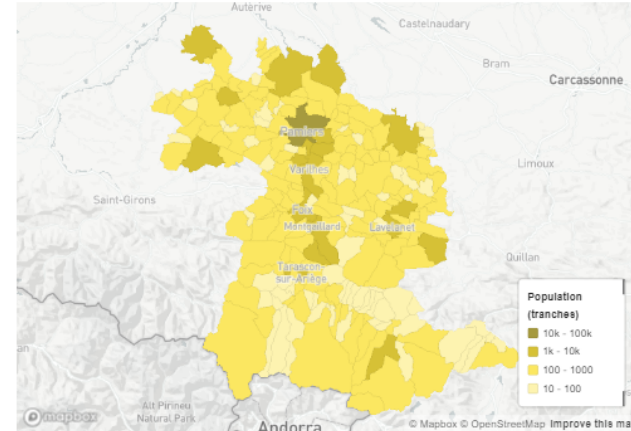 Auterive
Castelnaudary
Bram
Carcassonne
Pamiers
Limoux
Varilhes
Saint-Girons
Foix
Montgaillard
Lavelanet
Quillan
Tarascon-
sur-Ariège
Population
(tranches)
10k - 100k
1k - 10k
100 - 1000
10 - 100
Alt Pirineu
Natural Park
Andorra
mapbox
© Mapbox © OpenStreetMap Improve this ma